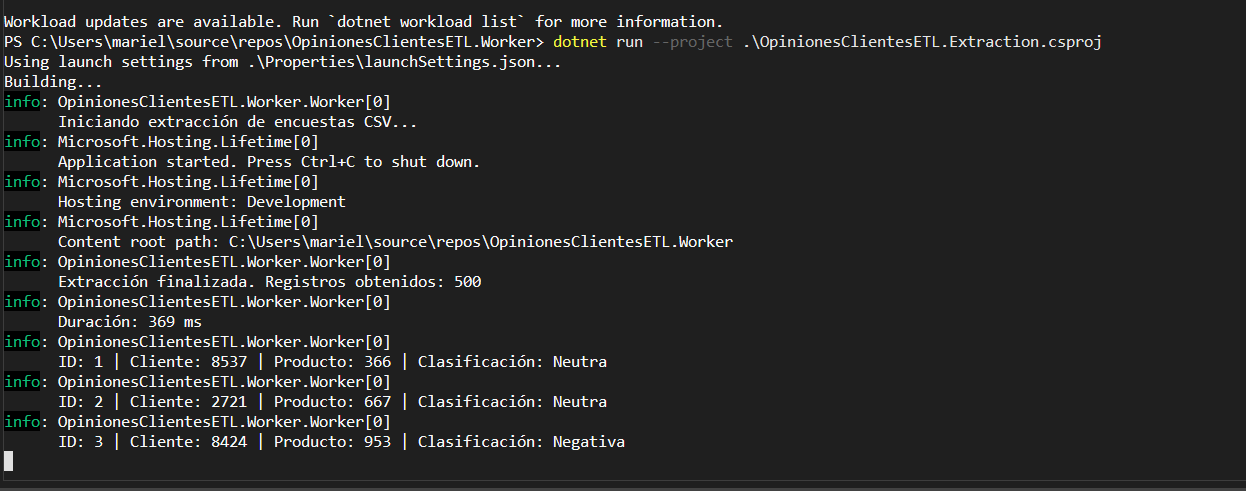 Workload updates are available. Run `dotnet workload list` for more information.
PS C:\Users\mariel\source\repos\OpinionesClientesETL.Worker> dotnet run --project .\OpinionesClientesETL.Extraction.csproj
Using launch settings from .\Properties\launchSettings.json...
Building...
info: OpinionesClientesETL.Worker.Worker[0]
      Iniciando extracción de encuestas CSV...
info: Microsoft.Hosting.Lifetime[0]
      Application started. Press Ctrl+C to shut down.
info: Microsoft.Hosting.Lifetime[0]
      Hosting environment: Development
info: Microsoft.Hosting.Lifetime[0]
      Content root path: C:\Users\mariel\source\repos\OpinionesClientesETL.Worker
info: OpinionesClientesETL.Worker.Worker[0]
      Extracción finalizada. Registros obtenidos: 500
info: OpinionesClientesETL.Worker.Worker[0]
      Duración: 369 ms
info: OpinionesClientesETL.Worker.Worker[0]
      ID: 1 | Cliente: 8537 | Producto: 366 | Clasificación: Neutra
info: OpinionesClientesETL.Worker.Worker[0]
      ID: 2 | Cliente: 2721 | Producto: 667 | Clasificación: Neutra
info: OpinionesClientesETL.Worker.Worker[0]
      ID: 3 | Cliente: 8424 | Producto: 953 | Clasificación: Negativa